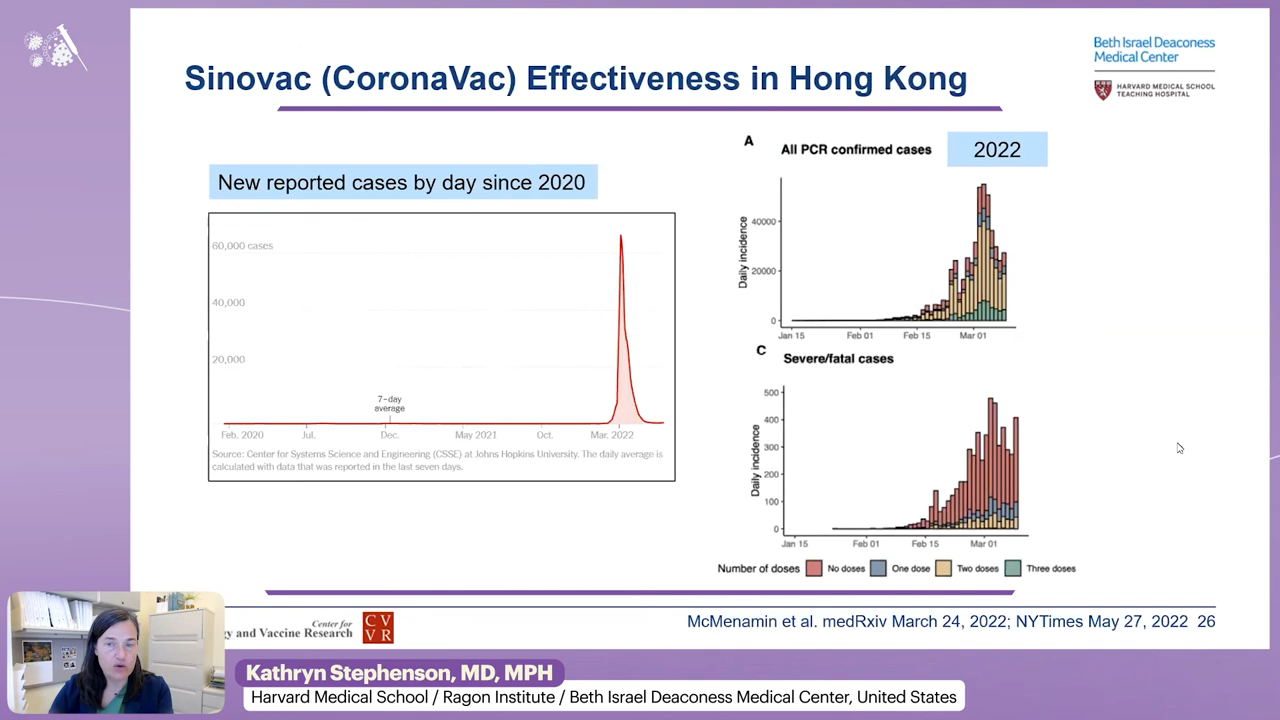 Sinovac (CoronaVac) Effectiveness in Hong Kong
Beth Israel Deaconess
Medical Center
HARVARD MEDICAL SCHOOL
TEACHING HOSPITAL
New reported cases by day since 2020
60,000 cases
40,000
20,000
7-day
average
Feb. 2020 Jul. Dec. May 2021 Oct. Mar. 2022
Source: Center for Systems Science and Engineering (CSSE) at Johns Hopkins University. The daily average is
calculated with data that was reported in the last seven days.
A
All PCR confirmed cases
2022
Daily incidence
40000
20000
0
Jan 15 Feb 01 Feb 15 Mar 01
C
Severe/fatal cases
Daily incidence
500
400
300
200
100
0
Jan 15 Feb 01 Feb 15 Mar 01
Number of doses No doses One dose Two doses Three doses
Center for
gy and Vaccine Research
CV
VR
McMenamin et al. medRxiv March 24, 2022; NYTimes May 27, 2022 26
Kathryn Stephenson, MD, MPH
Harvard Medical School / Ragon Institute / Beth Israel Deaconess Medical Center, United States